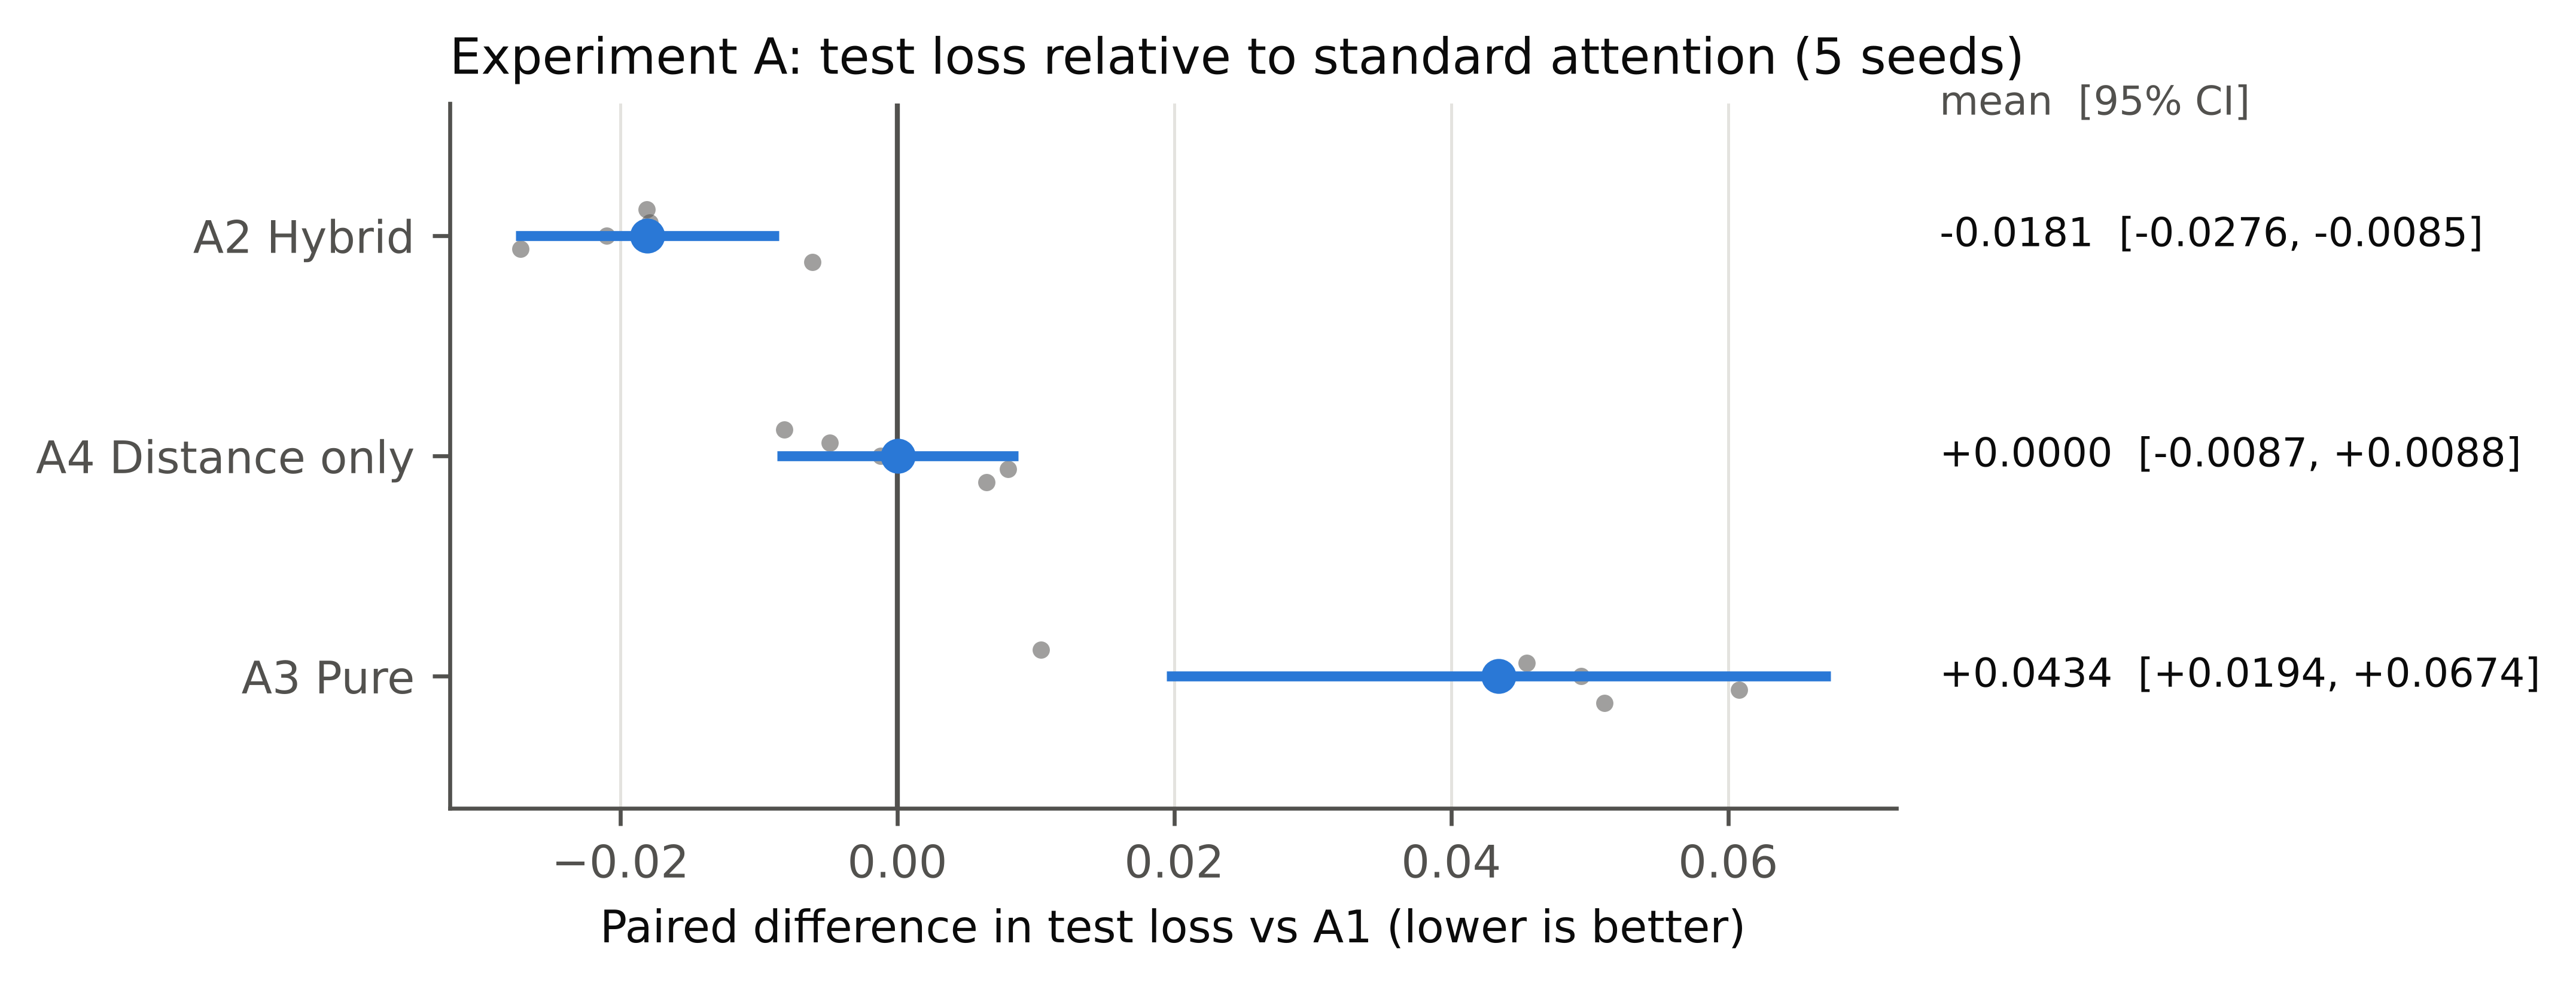 Experiment A: test loss relative to standard attention (5 seeds)
mean [95% CI]
A2 Hybrid
-0.0181 [-0.0276, -0.0085]
A4 Distance only
+0.0000 [-0.0087, +0.0088]
A3 Pure
+0.0434 [+0.0194, +0.0674]
−0.02 0.00 0.02 0.04 0.06
Paired difference in test loss vs A1 (lower is better)